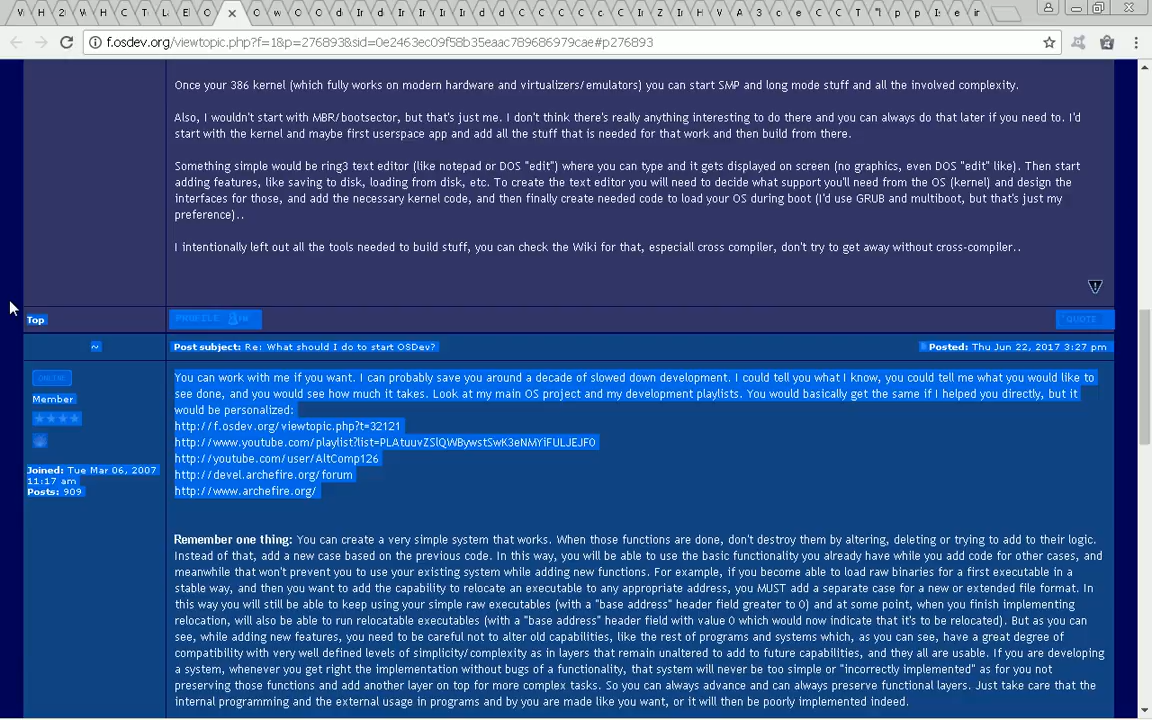 f.osdev.org/viewtopic.php?f=1&p=276893&sid=0e2463ec09f58b35eaac789686979cae#p276893
Once your 386 kernel (which fully works on modern hardware and virtualizers/emulators) you can start SMP and long mode stuff and all the involved complexity.
Also, I wouldn't start with MBR/bootsector, but that's just me. I don't think there's really anything interesting to do there and you can always do that later if you need to. I'd
start with the kernel and maybe first userspace app and add all the stuff that is needed for that work and then build from there.
Something simple would be ring3 text editor (like notepad or DOS "edit") where you can type and it gets displayed on screen (no graphics, even DOS "edit" like). Then start
adding features, like saving to disk, loading from disk, etc. To create the text editor you will need to decide what support you'll need from the OS (kernel) and design the
interfaces for those, and add the necessary kernel code, and then finally create needed code to load your OS during boot (I'd use GRUB and multiboot, but that's just my
preference)..
I intentionally left out all the tools needed to build stuff, you can check the Wiki for that, especiall cross compiler, don't try to get away without cross-compiler..
Top
PROFILE
QUOTE
~
Post subject: Re: What should I do to start OSDev?
Posted: Thu Jun 22, 2017 3:27 pm
ONLINE
Member
Joined: Tue Mar 06, 2007
11:17 am
Posts: 909
You can work with me if you want. I can probably save you around a decade of slowed down development. I could tell you what I know, you could tell me what you would like to
see done, and you would see how much it takes. Look at my main OS project and my development playlists. You would basically get the same if I helped you directly, but it
would be personalized:
http://f.osdev.org/viewtopic.php?t=32121
http://www.youtube.com/playlist?list=PLAtuuvZSlQWBywstSwK3eNMYiFULJEJF0
http://youtube.com/user/AltComp126
http://devel.archefire.org/forum
http://www.archefire.org/
Remember one thing: You can create a very simple system that works. When those functions are done, don't destroy them by altering, deleting or trying to add to their logic.
Instead of that, add a new case based on the previous code. In this way, you will be able to use the basic functionality you already have while you add code for other cases, and
meanwhile that won't prevent you to use your existing system while adding new functions. For example, if you become able to load raw binaries for a first executable in a
stable way, and then you want to add the capability to relocate an executable to any appropriate address, you MUST add a separate case for a new or extended file format. In
this way you will still be able to keep using your simple raw executables (with a "base address" header field greater to 0) and at some point, when you finish implementing
relocation, will also be able to run relocatable executables (with a "base address" header field with value 0 which would now indicate that it's to be relocated). But as you can
see, while adding new features, you need to be careful not to alter old capabilities, like the rest of programs and systems which, as you can see, have a great degree of
compatibility with very well defined levels of simplicity/complexity as in layers that remain unaltered to add to future capabilities, and they all are usable. If you are developing
a system, whenever you get right the implementation without bugs of a functionality, that system will never be too simple or "incorrectly implemented" as for you not
preserving those functions and add another layer on top for more complex tasks. So you can always advance and can always preserve functional layers. Just take care that the
internal programming and the external usage in programs and by you are made like you want, or it will then be poorly implemented indeed.